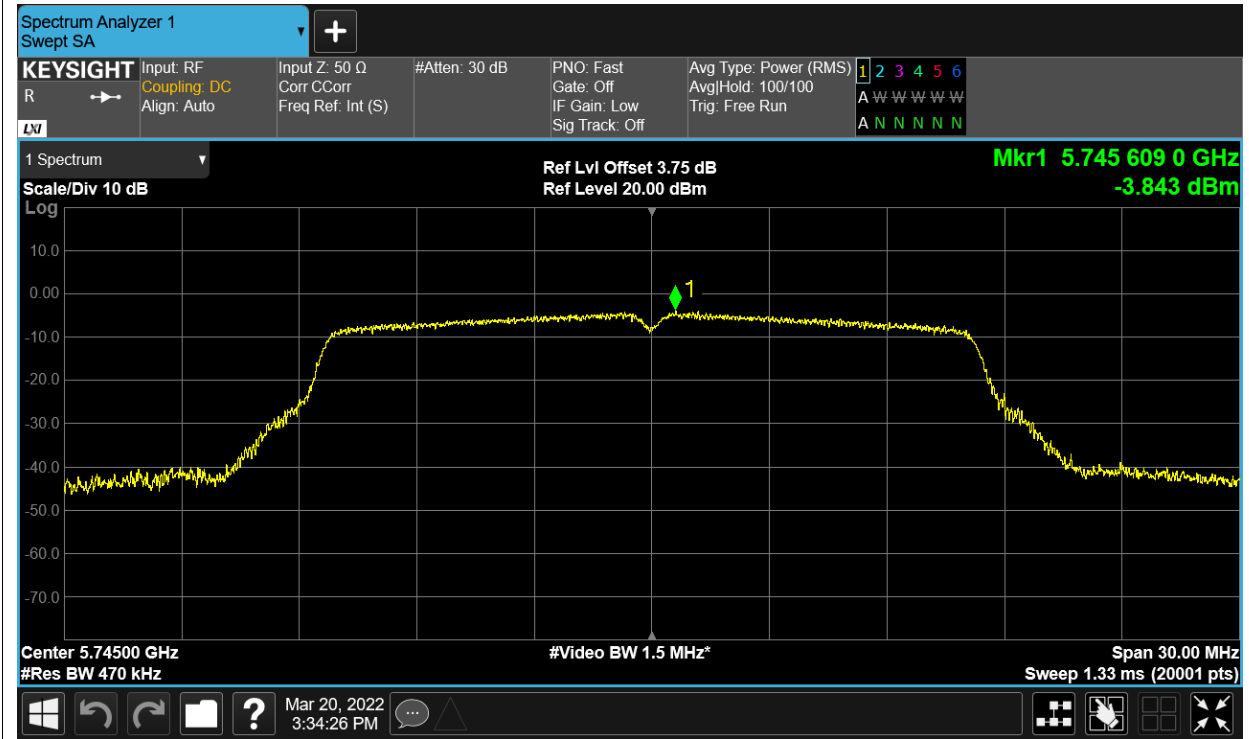 Spectrum Analyzer 1
Swept SA
KEYSIGHT
R
LXI
Input: RF
Coupling: DC
Align: Auto
Input Z: 50 Ω
Corr CCorr
Freq Ref: Int (S)
#Atten: 30 dB
PNO: Fast
Gate: Off
IF Gain: Low
Sig Track: Off
Avg Type: Power (RMS)
Avg|Hold: 100/100
Trig: Free Run
1 2 3 4 5 6
A W W W W W
A N N N N N
1 Spectrum
Scale/Div 10 dB
Log
Ref Lvl Offset 3.75 dB
Ref Level 20.00 dBm
Mkr1 5.745 609 0 GHz
-3.843 dBm
10.0
0.00
1
-10.0
-20.0
-30.0
-40.0
-50.0
-60.0
-70.0
Center 5.74500 GHz
#Video BW 1.5 MHz*
Span 30.00 MHz
#Res BW 470 kHz
Sweep 1.33 ms (20001 pts)
?
Mar 20, 2022
3:34:26 PM